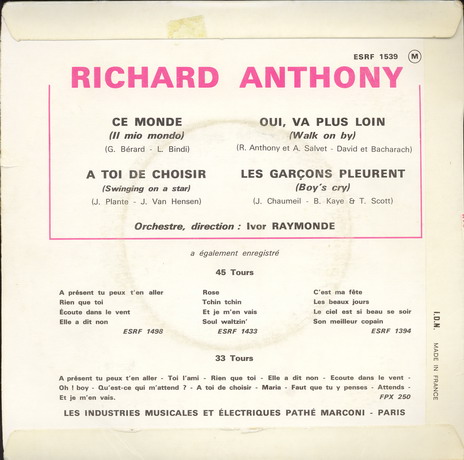 ESRF 1539 M
RICHARD ANTHONY
CE MONDE
(Il mio mondo)
(G. Bérard - L. Bindi)
OUI, VA PLUS LOIN
(Walk on by)
(R. Anthony et A. Salvet - David et Bacharach)
A TOI DE CHOISIR
(Swinging on a star)
(J. Plante - J. Van Hensen)
LES GARÇONS PLEURENT
(Boy's cry)
(J. Chaumeil - B. Kaye & T. Scott)
Orchestre, direction : Ivor RAYMONDE
a également enregistré
45 Tours
A présent tu peux t'en aller
Rien que toi
Écoute dans le vent
Elle a dit non
ESRF 1498
Rose
Tchin tchin
Et je m'en vais
Soul waltzin'
ESRF 1433
C'est ma fête
Les beaux jours
Le ciel est si beau se soir
Son meilleur copain
ESRF 1394
33 Tours
A présent tu peux t'en aller - Toi l'ami - Rien que toi - Elle a dit non - Ecoute dans le vent -
Oh ! boy - Qu'est-ce qui m'attend ? - A toi de choisir - Maria - Faut que tu y penses - Attends -
Et je m'en vais.
FPX 250
LES INDUSTRIES MUSICALES ET ÉLECTRIQUES PATHÉ MARCONI - PARIS
I.D.N. MADE IN FRANCE